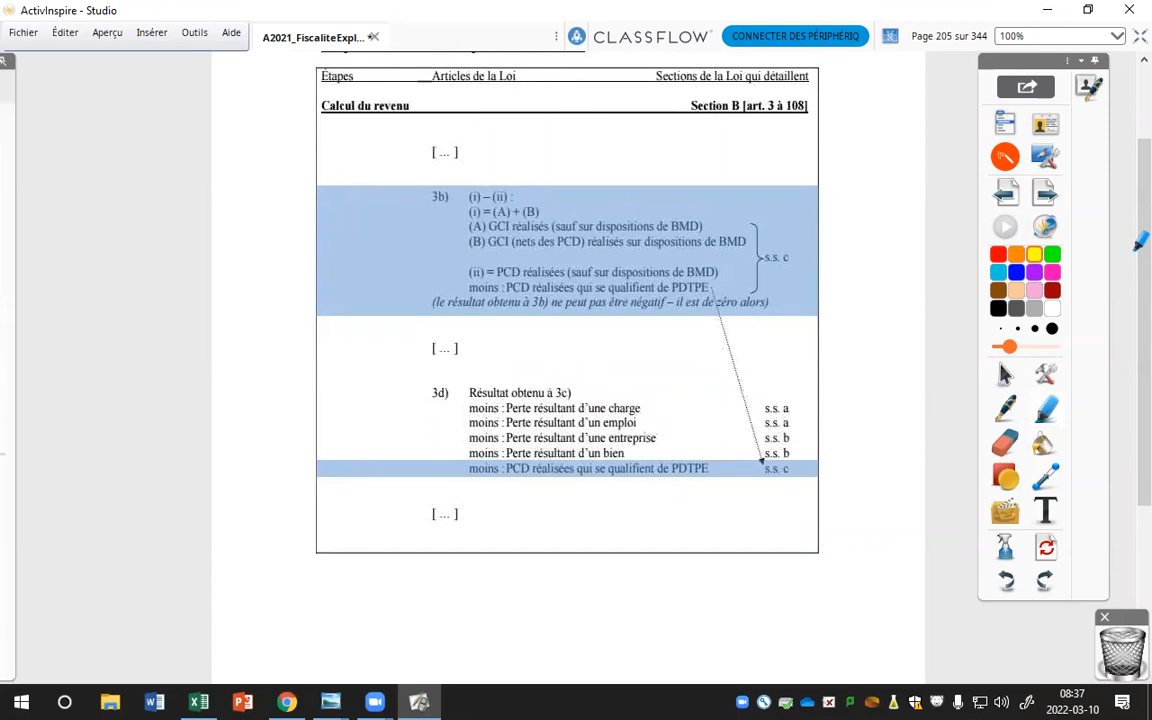 ActivInspire - Studio
Fichier Éditer Aperçu Insérer Outils Aide
A2021_FiscaliteExpl...
CLASSFLOW
CONNECTER DES PÉRIPHÉRIQ
Page 205 sur 344
100%
Étapes Articles de la Loi Sections de la Loi qui détaillent
Calcul du revenu Section B [art. 3 à 108]
[ ... ]
3b) (i) – (ii) :
(i) = (A) + (B)
(A) GCI réalisés (sauf sur dispositions de BMD)
(B) GCI (nets des PCD) réalisés sur dispositions de BMD
s.s. c
(ii) = PCD réalisées (sauf sur dispositions de BMD)
moins : PCD réalisées qui se qualifient de PDTPE
(le résultat obtenu à 3b) ne peut pas être négatif – il est de zéro alors)
[ ... ]
3d) Résultat obtenu à 3c)
moins : Perte résultant d'une charge s.s. a
moins : Perte résultant d'un emploi s.s. a
moins : Perte résultant d'une entreprise s.s. b
moins : Perte résultant d'un bien s.s. b
moins : PCD réalisées qui se qualifient de PDTPE s.s. c
[ ... ]
08:37
2022-03-10